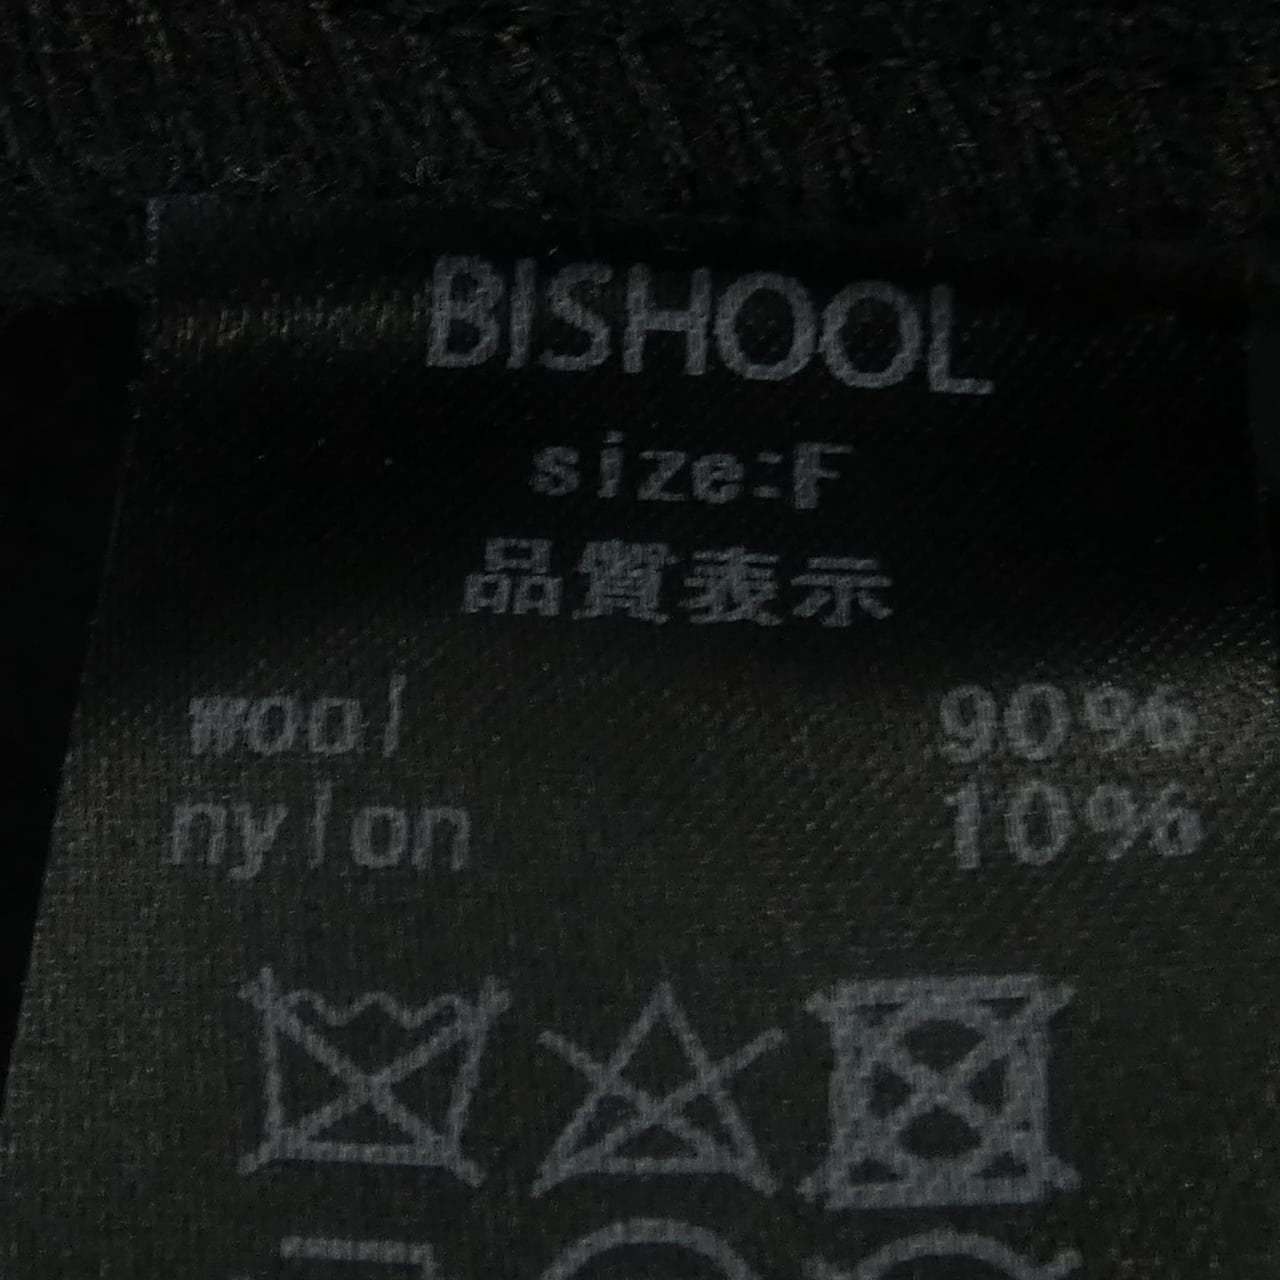 BISHOOL
size:F
品質表示
wool 90%
nylon 10%